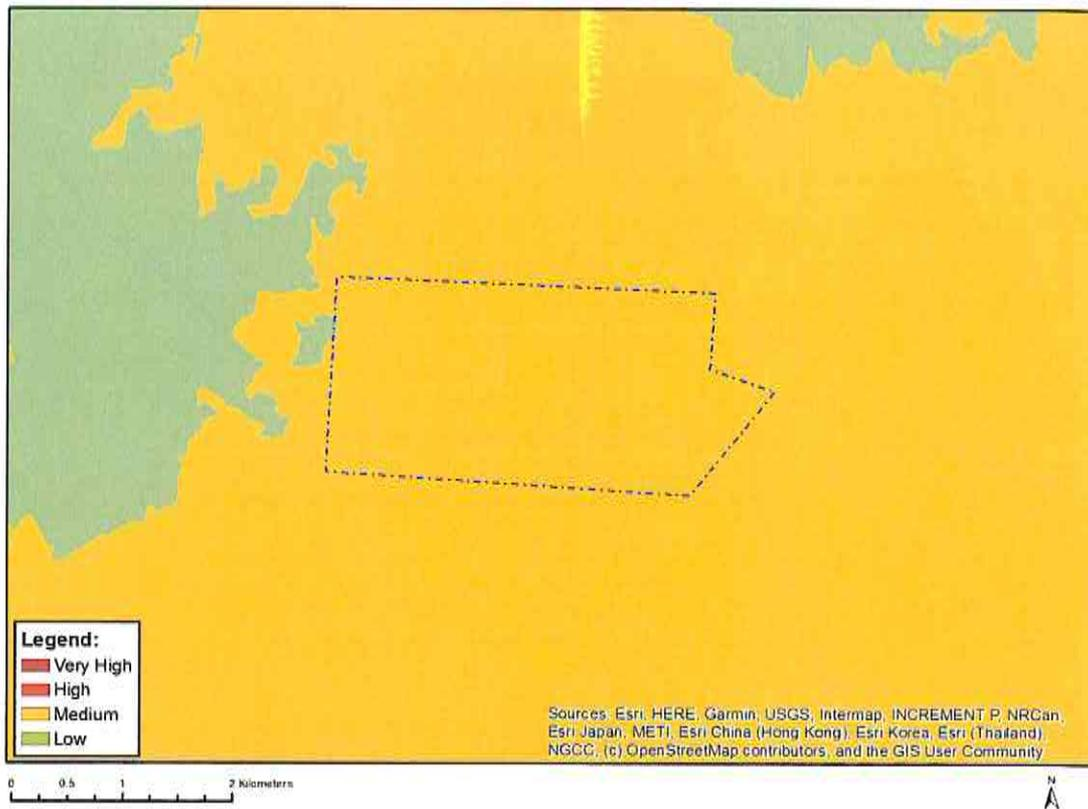 Legend:
Very High
High
Medium
Low
Sources: Esri, HERE, Garmin, USGS, Intermap, INCREMENT P, NRCan,
Esri Japan, METI, Esri China (Hong Kong), Esri Korea, Esri (Thailand),
NGCC, (c) OpenStreetMap contributors, and the GIS User Community
0 0.5 1 2 Kilometers
N